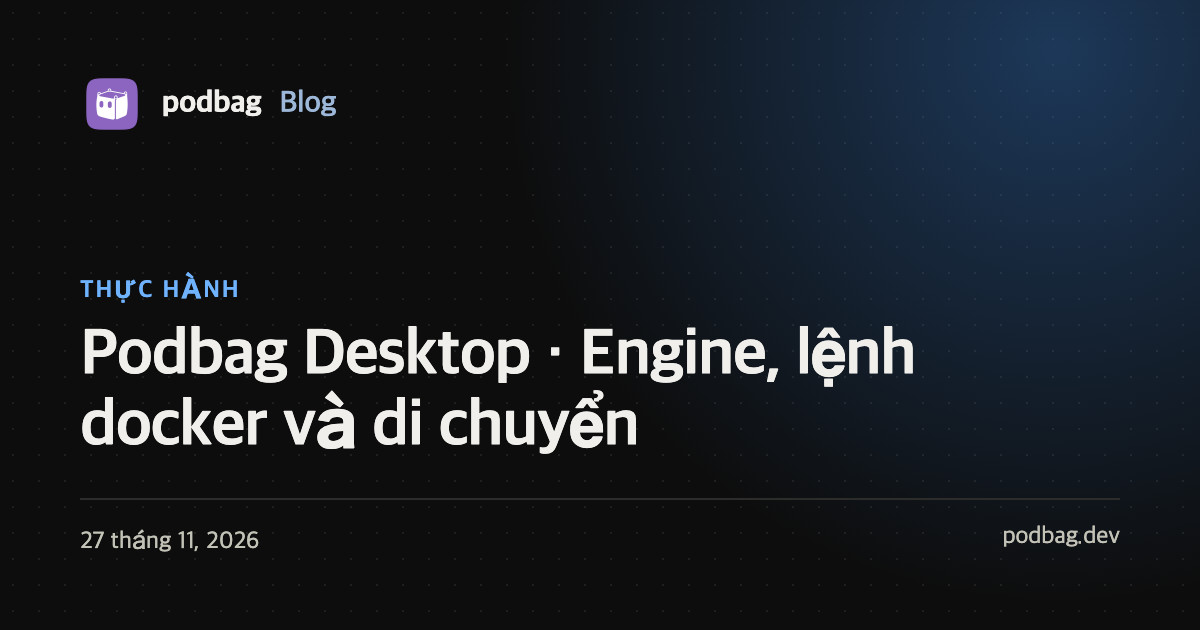 podbag Blog
THỰC HÀNH
Podbag Desktop · Engine, lệnh
docker và di chuyển
27 tháng 11, 2026
podbag.dev